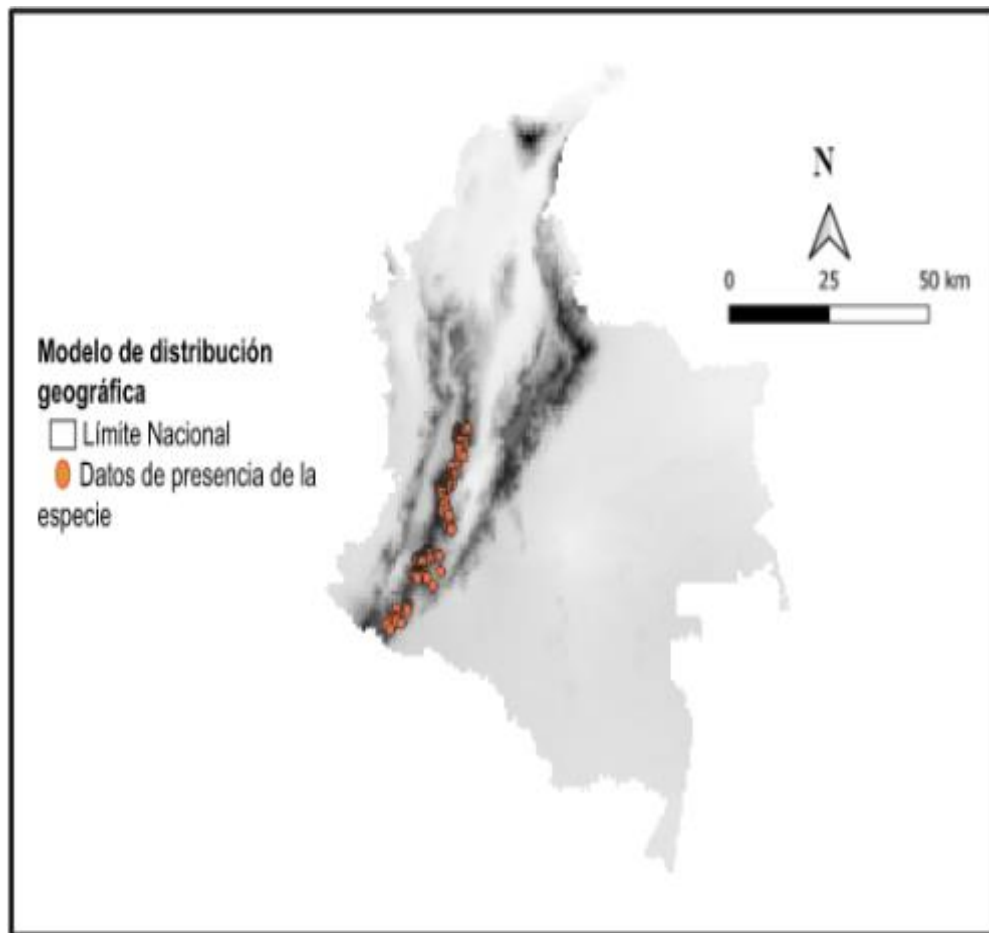 N
0 25 50 km
Modelo de distribución
geográfica
Límite Nacional
Datos de presencia de la
especie